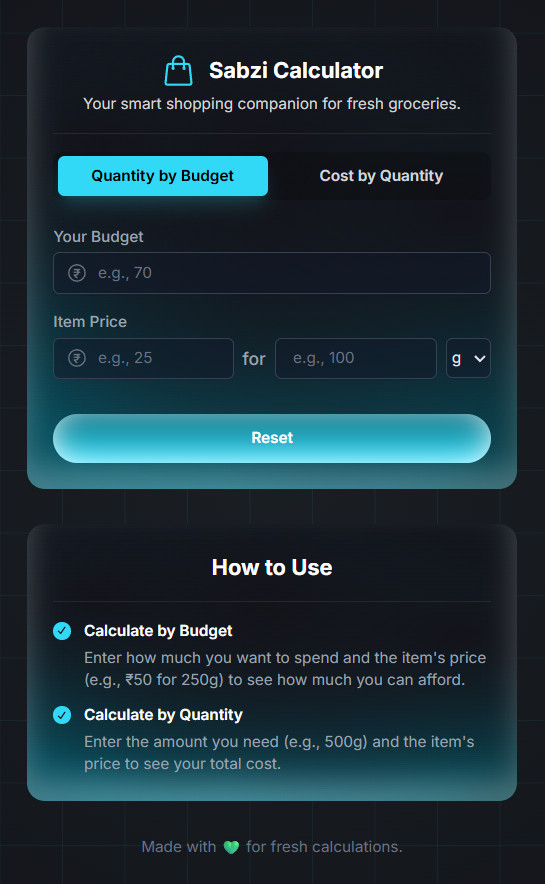 Sabzi Calculator
Your smart shopping companion for fresh groceries.
Quantity by Budget Cost by Quantity
Your Budget
₹ e.g., 70
Item Price
₹ e.g., 25 for e.g., 100 g
Reset
How to Use
Calculate by Budget
Enter how much you want to spend and the item's price
(e.g., ₹50 for 250g) to see how much you can afford.
Calculate by Quantity
Enter the amount you need (e.g., 500g) and the item's
price to see your total cost.
Made with 💚 for fresh calculations.